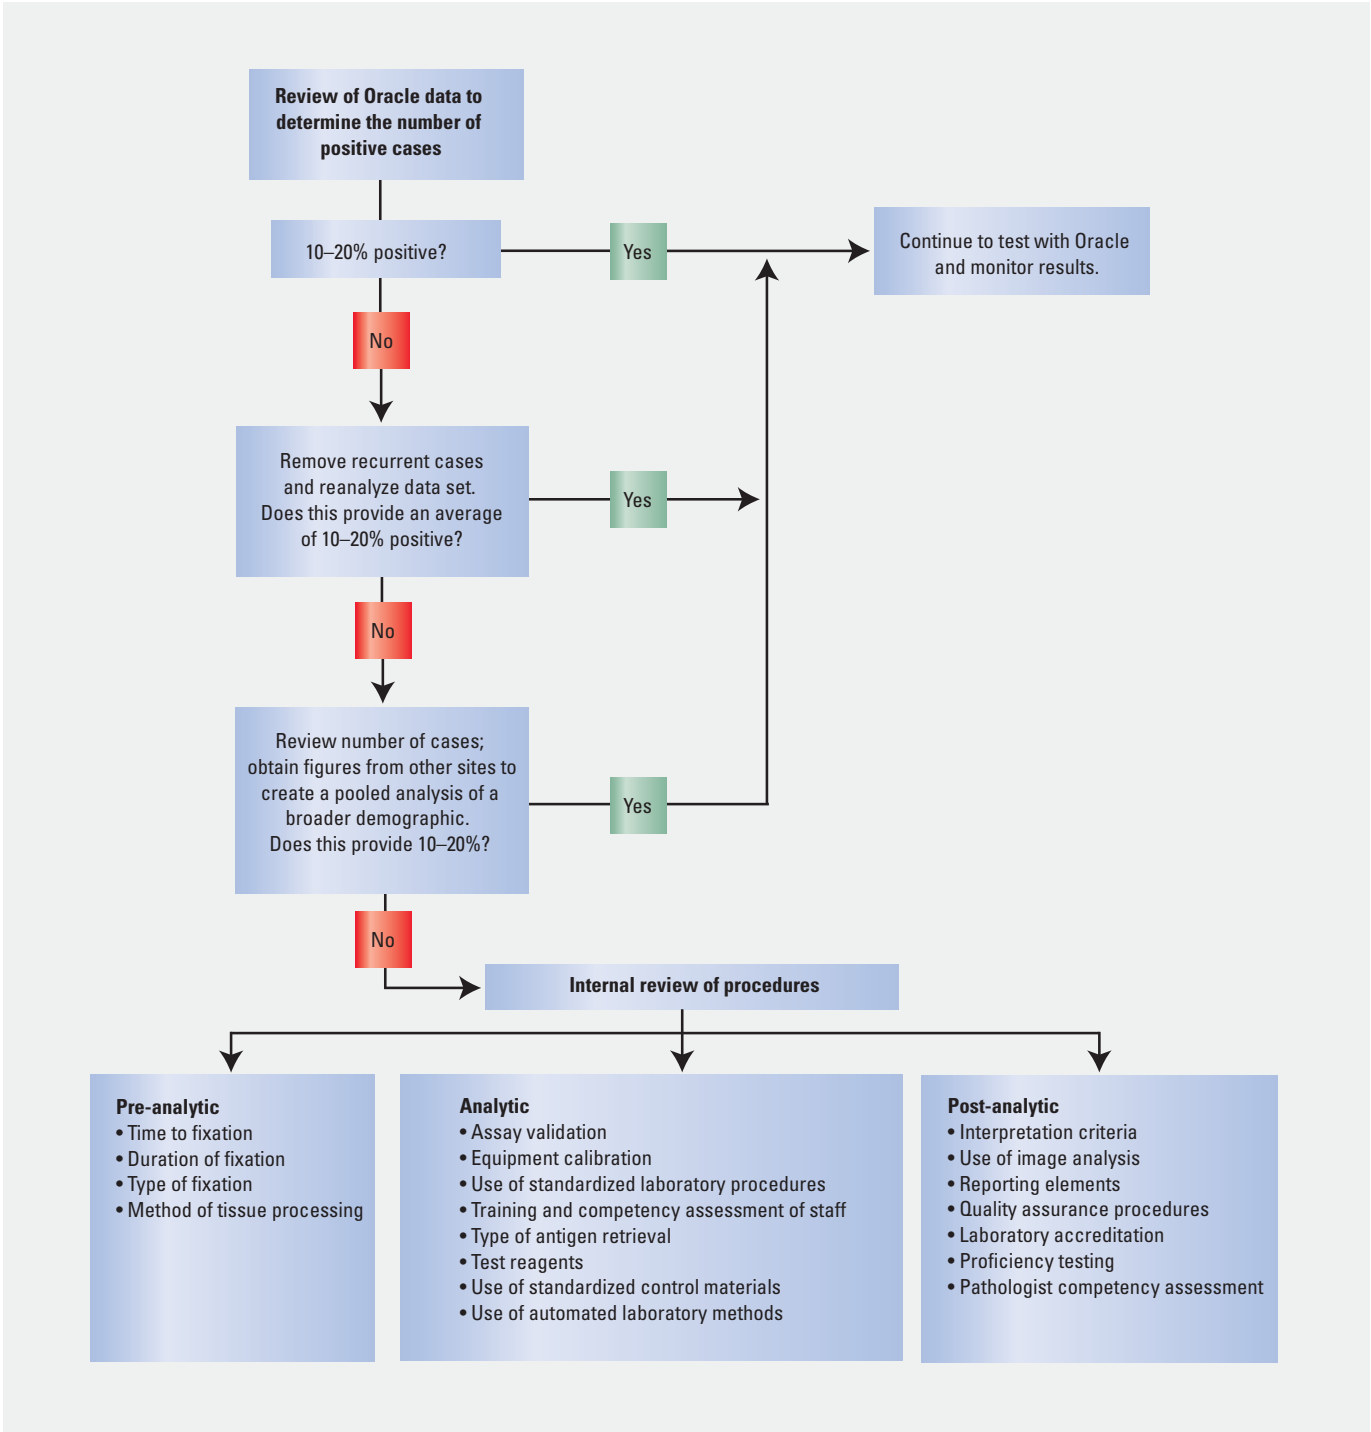 Review of Oracle data to
determine the number of
positive cases
10–20% positive?
Yes
Continue to test with Oracle
and monitor results.
No
Remove recurrent cases
and reanalyze data set.
Does this provide an average
of 10–20% positive?
Yes
No
Review number of cases;
obtain figures from other sites to
create a pooled analysis of a
broader demographic.
Does this provide 10–20%?
Yes
No
Internal review of procedures
Pre-analytic
• Time to fixation
• Duration of fixation
• Type of fixation
• Method of tissue processing
Analytic
• Assay validation
• Equipment calibration
• Use of standardized laboratory procedures
• Training and competency assessment of staff
• Type of antigen retrieval
• Test reagents
• Use of standardized control materials
• Use of automated laboratory methods
Post-analytic
• Interpretation criteria
• Use of image analysis
• Reporting elements
• Quality assurance procedures
• Laboratory accreditation
• Proficiency testing
• Pathologist competency assessment